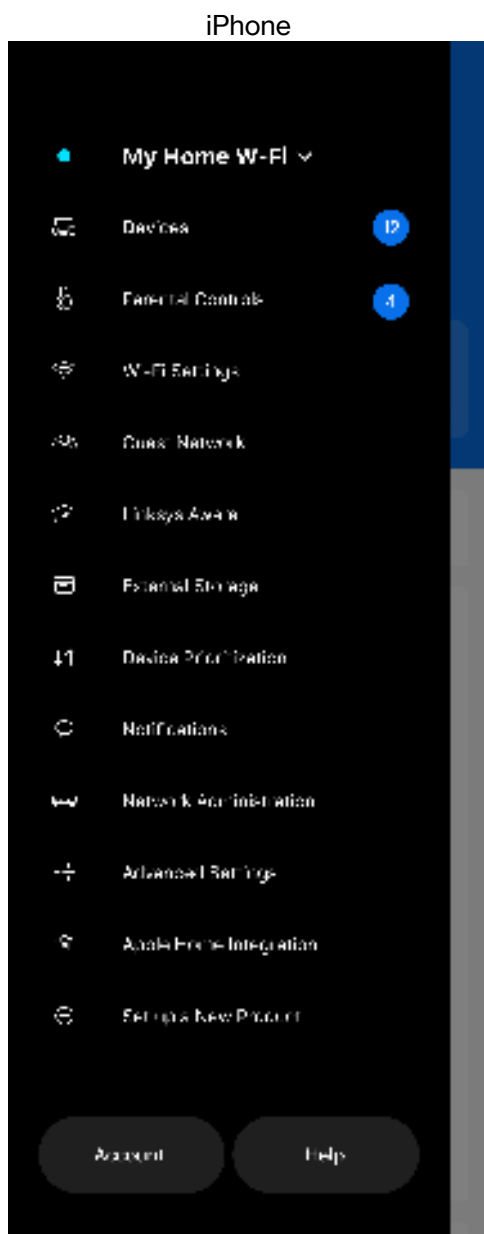 iPhone
My Home W-Fi
Devices 12
Parental Controls 4
Wi-Fi Settings
Guest Network
Linksys Aware
External Storage
Device Prioritization
Notifications
Network Administration
Advanced Settings
Apple Home Integration
Set up a New Product
Account Help